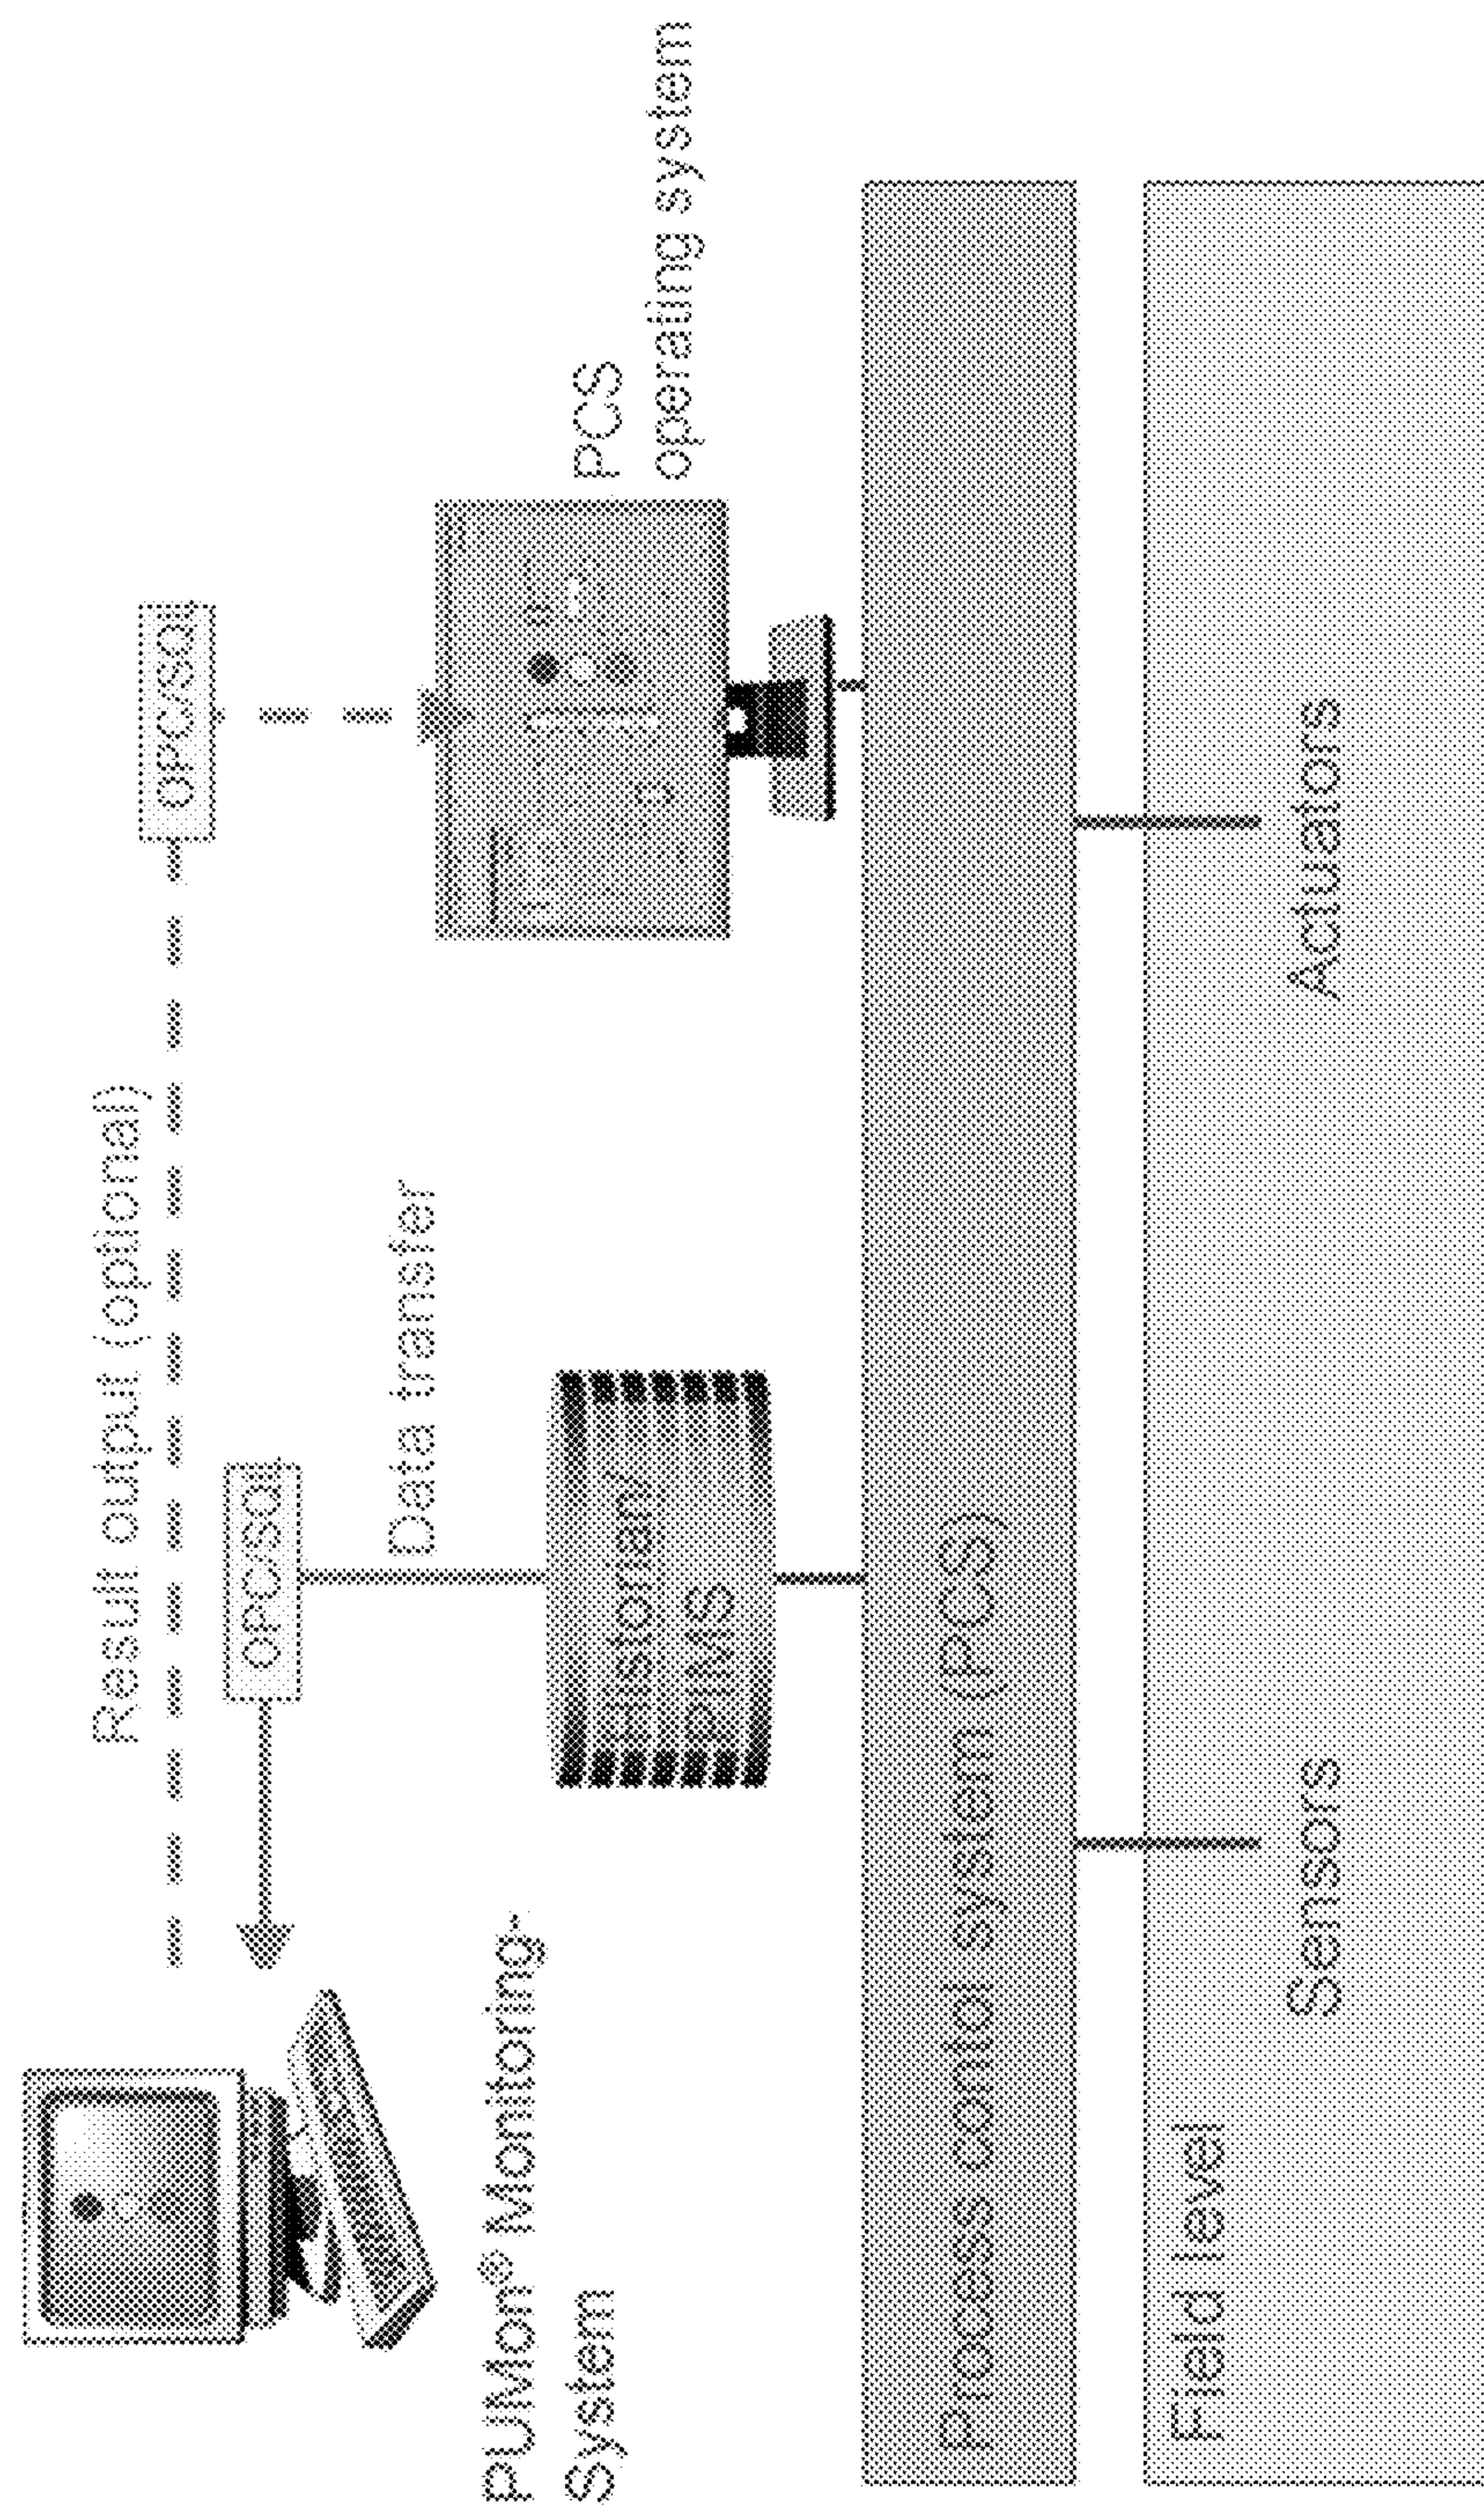 Result output (optional)
OPC/SQL
OPC/SQL
Data transfer
PUMon® Monitoring-
System
Historian/
PIMS
PCS
operating system
Process control system (PCS)
Field level
Sensors
Actuators